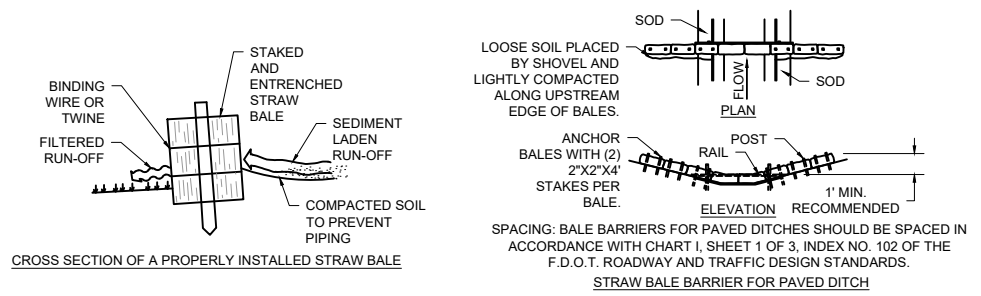 STAKED
AND
ENTRENCHED
STRAW
BALE
BINDING
WIRE OR
TWINE
FILTERED
RUN-OFF
SEDIMENT
LADEN
RUN-OFF
COMPACTED SOIL
TO PREVENT
PIPING
CROSS SECTION OF A PROPERLY INSTALLED STRAW BALE
SOD
LOOSE SOIL PLACED
BY SHOVEL AND
LIGHTLY COMPACTED
ALONG UPSTREAM
EDGE OF BALES.
FLOW
SOD
PLAN
ANCHOR
BALES WITH (2)
2"X2"X4'
STAKES PER
BALE.
POST
RAIL
1' MIN.
RECOMMENDED
ELEVATION
SPACING: BALE BARRIERS FOR PAVED DITCHES SHOULD BE SPACED IN
ACCORDANCE WITH CHART I, SHEET 1 OF 3, INDEX NO. 102 OF THE
F.D.O.T. ROADWAY AND TRAFFIC DESIGN STANDARDS.
STRAW BALE BARRIER FOR PAVED DITCH